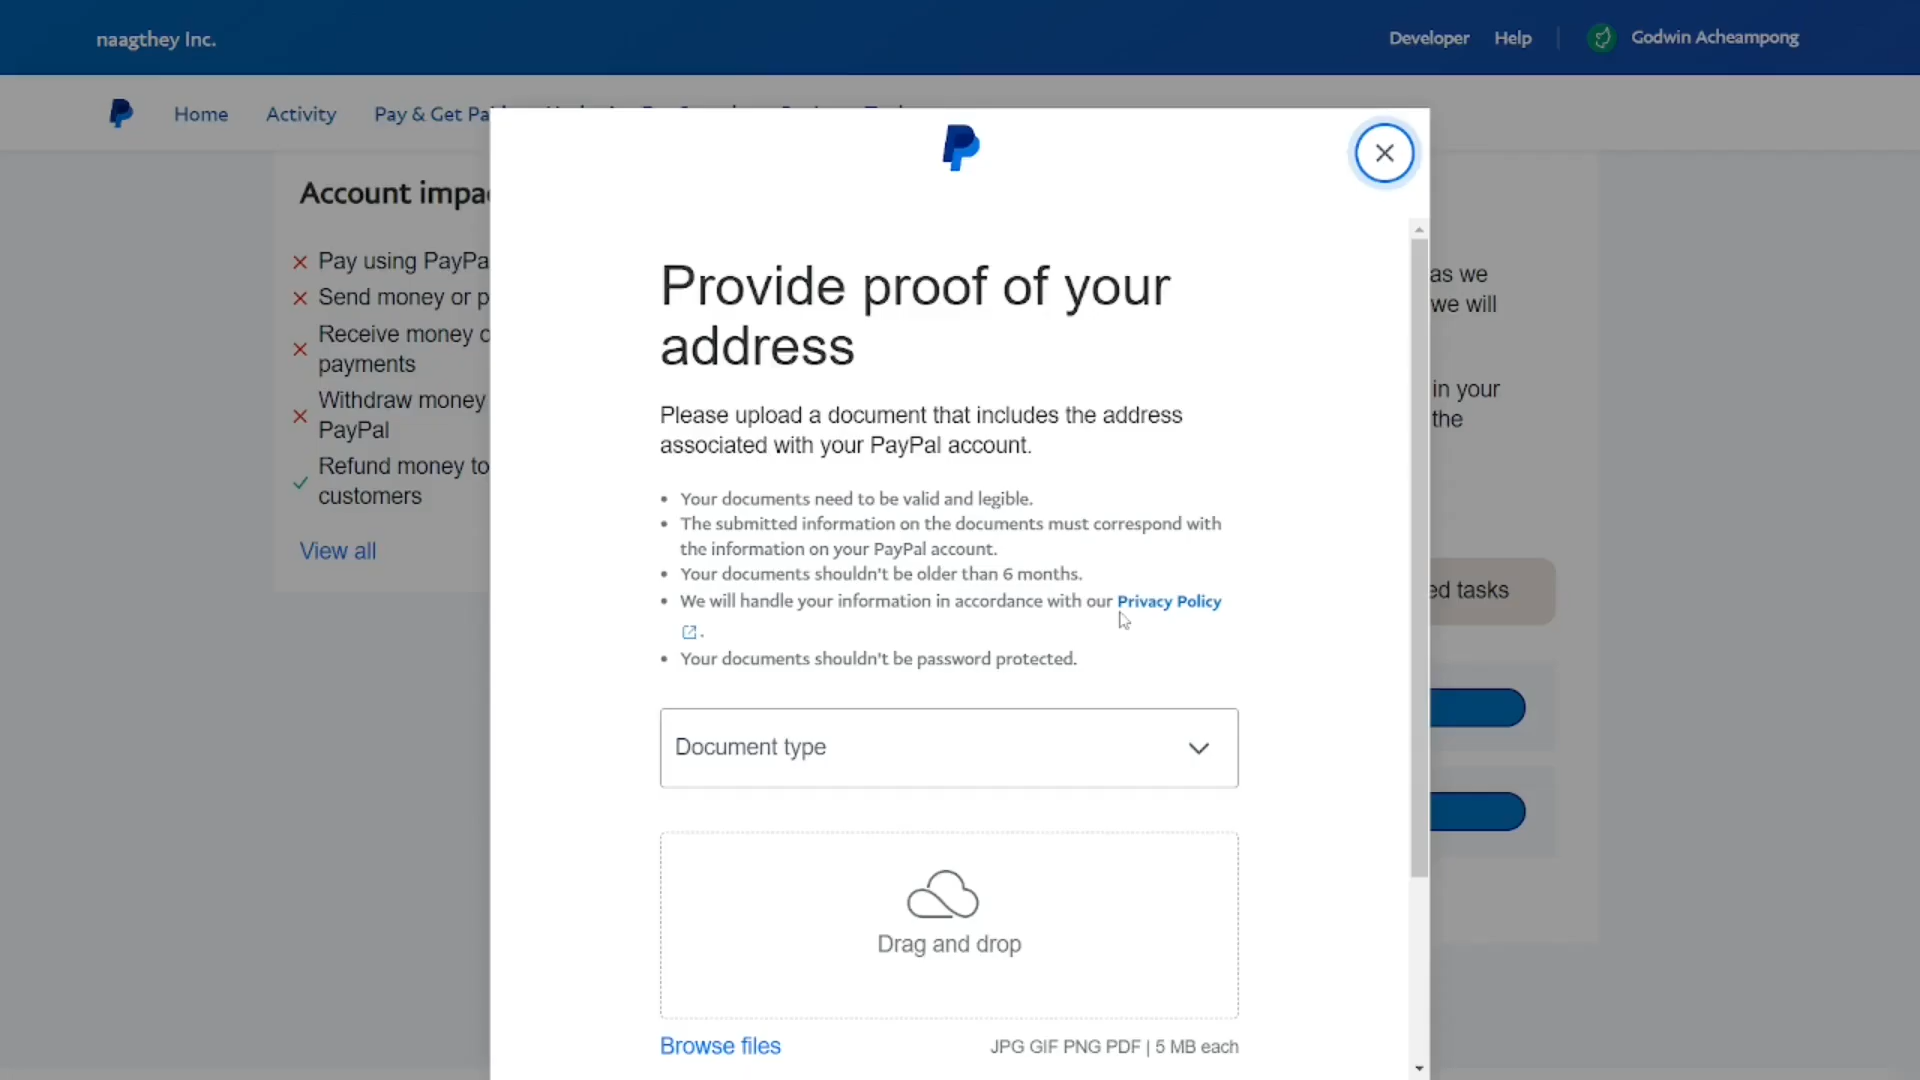 naagthey Inc.
Developer Help Godwin Acheampong
Home Activity Pay & Get Pa
Account impa
Pay using PayPa
Send money or p
Receive money o
payments
Withdraw money
PayPal
Refund money to
customers
View all
Provide proof of your
address
Please upload a document that includes the address
associated with your PayPal account.
• Your documents need to be valid and legible.
• The submitted information on the documents must correspond with
the information on your PayPal account.
• Your documents shouldn't be older than 6 months.
• We will handle your information in accordance with our Privacy Policy
.
• Your documents shouldn't be password protected.
Document type
Drag and drop
Browse files JPG GIF PNG PDF | 5 MB each
as we
we will
in your
the
ed tasks